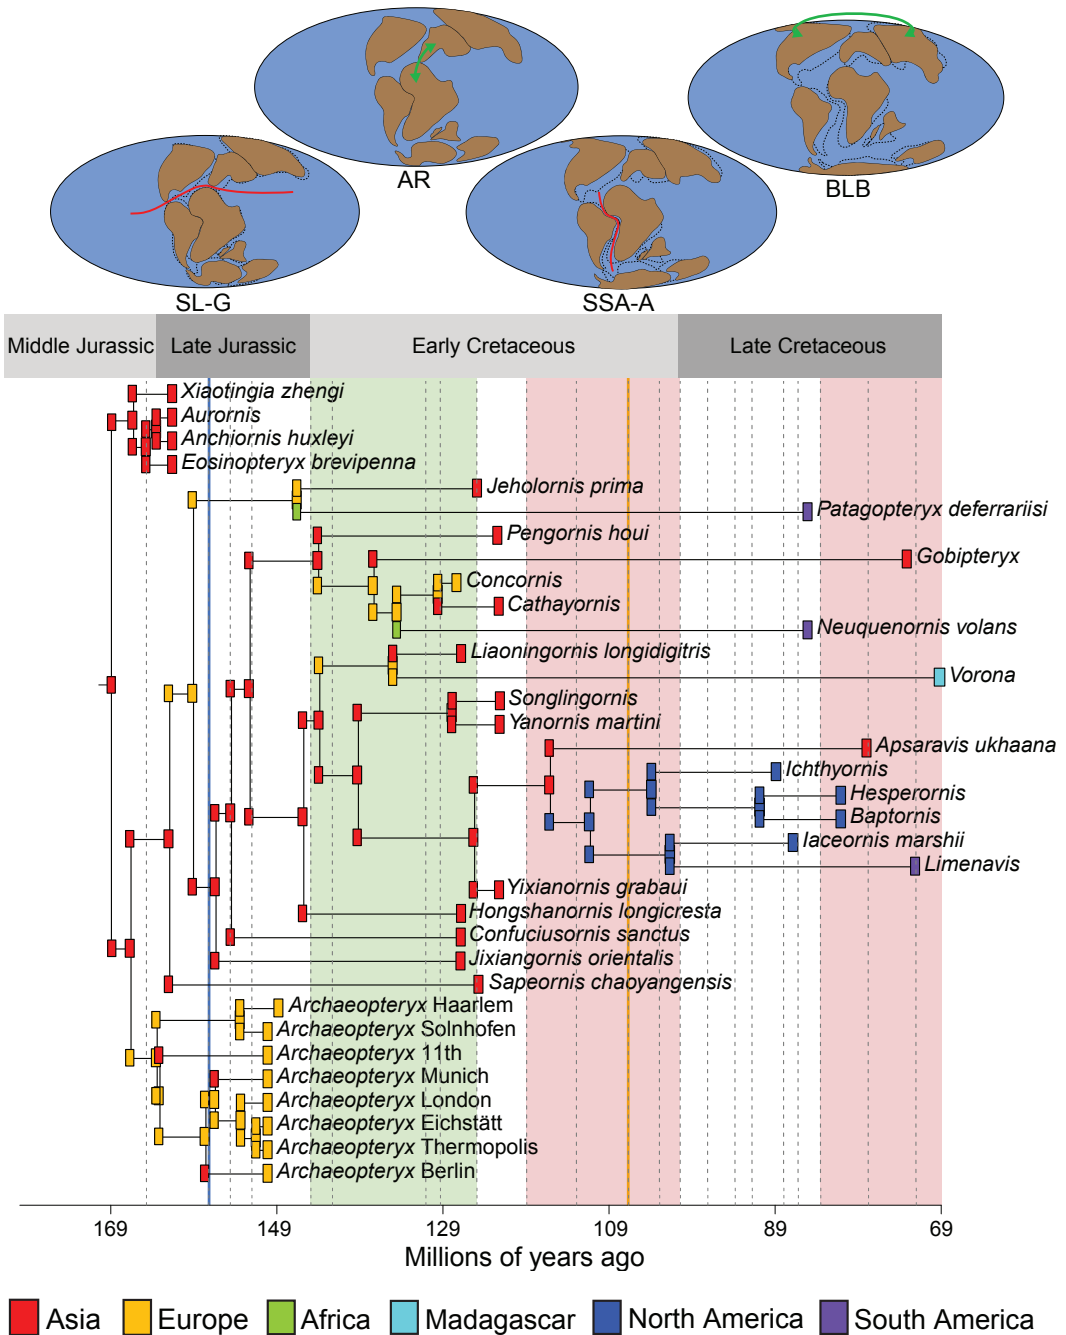 AR
BLB
SL-G
SSA-A
Middle Jurassic
Late Jurassic
Early Cretaceous
Late Cretaceous
Xiaotingia zhengi
Aurornis
Anchiornis huxleyi
Eosinopteryx brevipenna
Jeholornis prima
Patagopteryx deferrariisi
Pengornis houi
Gobipteryx
Concornis
Cathayornis
Neuquenornis volans
Liaoningornis longidigitris
Vorona
Songlingornis
Yanornis martini
Apsaravis ukhaana
Ichthyornis
Hesperornis
Baptornis
Iaceornis marshii
Limenavis
Yixianornis grabaui
Hongshanornis longicresta
Confuciusornis sanctus
Jixiangornis orientalis
Sapeornis chaoyangensis
Archaeopteryx Haarlem
Archaeopteryx Solnhofen
Archaeopteryx 11th
Archaeopteryx Munich
Archaeopteryx London
Archaeopteryx Eichstätt
Archaeopteryx Thermopolis
Archaeopteryx Berlin
169 149 129 109 89 69
Millions of years ago
Asia Europe Africa Madagascar North America South America